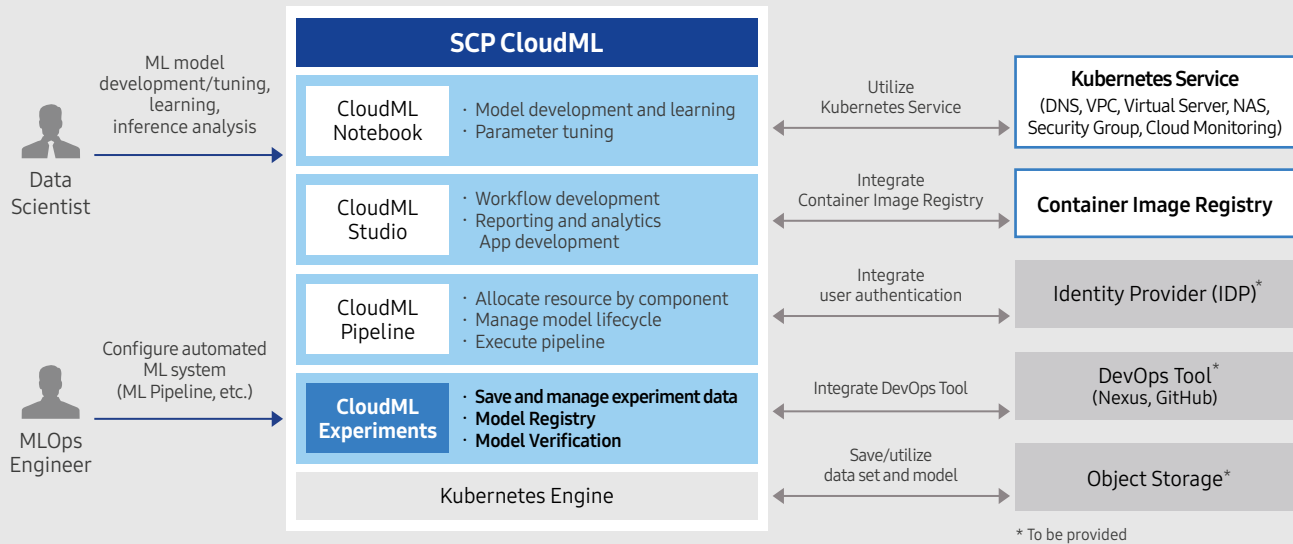 SCP CloudML
ML model
development/tuning,
learning,
inference analysis
Data
Scientist
Configure automated
ML system
(ML Pipeline, etc.)
MLOps
Engineer
CloudML
Notebook
· Model development and learning
· Parameter tuning
CloudML
Studio
· Workflow development
· Reporting and analytics
App development
CloudML
Pipeline
· Allocate resource by component
· Manage model lifecycle
· Execute pipeline
CloudML
Experiments
· Save and manage experiment data
· Model Registry
· Model Verification
Kubernetes Engine
Utilize
Kubernetes Service
Kubernetes Service
(DNS, VPC, Virtual Server, NAS,
Security Group, Cloud Monitoring)
Integrate
Container Image Registry
Container Image Registry
Integrate
user authentication
Identity Provider (IDP)*
Integrate DevOps Tool
DevOps Tool*
(Nexus, GitHub)
Save/utilize
data set and model
Object Storage*
* To be provided